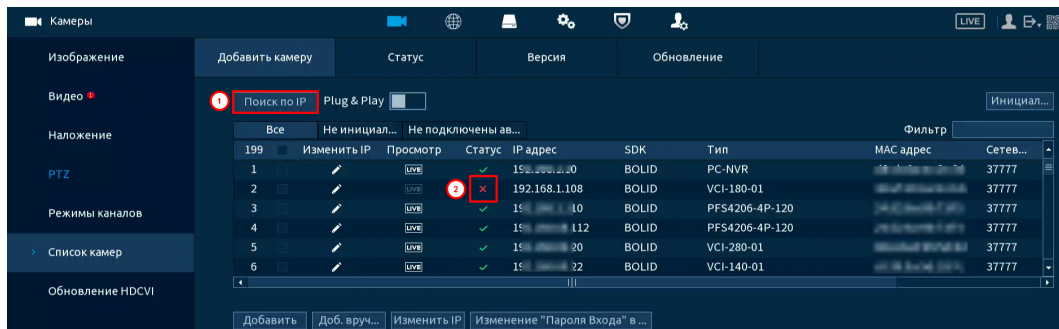 Камеры LIVE
Изображение Добавить камеру Статус Версия Обновление
Видео
1 Поиск по IP Plug & Play Инициал...
Наложение Все Не инициал... Не подключены ав... Фильтр
199 Изменить IP Просмотр Статус IP адрес SDK Тип MAC адрес Сетев...
PTZ 1 LIVE BOLID PC-NVR 37777
2 LIVE 2 192.168.1.108 BOLID VCI-180-01 37777
Режимы каналов 3 LIVE BOLID PFS4206-4P-120 37777
4 LIVE BOLID PFS4206-4P-120 37777
Список камер 5 LIVE BOLID VCI-280-01 37777
6 LIVE BOLID VCI-140-01 37777
Обновление HDCVI
Добавить Доб. вруч... Изменить IP Изменение "Пароля Входа" в ...